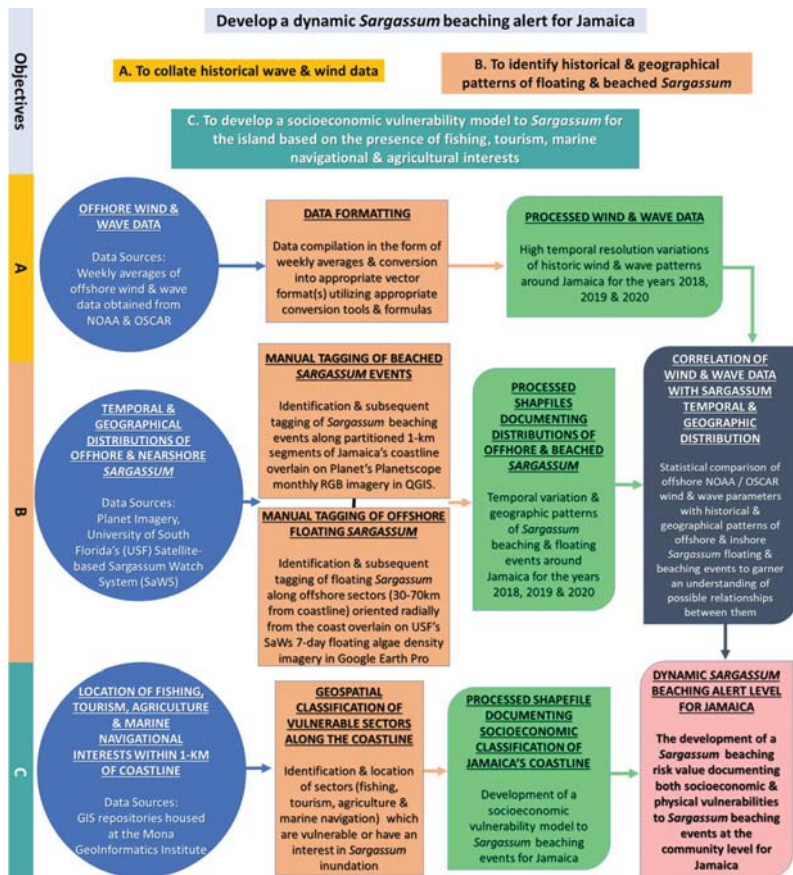 Develop a dynamic Sargassum beaching alert for Jamaica
Objectives
A. To collate historical wave & wind data
B. To identify historical & geographical
patterns of floating & beached Sargassum
C. To develop a socioeconomic vulnerability model to Sargassum for
the island based on the presence of fishing, tourism, marine
navigational & agricultural interests
A
OFFSHORE WIND &
WAVE DATA
Data Sources:
Weekly averages of
offshore wind & wave
data obtained from
NOAA & OSCAR
DATA FORMATTING
Data compilation in the form of
weekly averages & conversion
into appropriate vector
format(s) utilizing appropriate
conversion tools & formulas
PROCESSED WIND & WAVE DATA
High temporal resolution variations
of historic wind & wave patterns
around Jamaica for the years 2018,
2019 & 2020
B
TEMPORAL &
GEOGRAPHICAL
DISTRIBUTIONS OF
OFFSHORE & NEARSHORE
SARGASSUM
Data Sources:
Planet Imagery,
University of South
Florida's (USF) Satellite-
based Sargassum Watch
System (SaWS)
MANUAL TAGGING OF BEACHED
SARGASSUM EVENTS
Identification & subsequent
tagging of Sargassum beaching
events along partitioned 1-km
segments of Jamaica's coastline
overlain on Planet's Planetscope
monthly RGB imagery in QGIS.
MANUAL TAGGING OF OFFSHORE
FLOATING SARGASSUM
Identification & subsequent
tagging of floating Sargassum
along offshore sectors (30-70km
from coastline) oriented radially
from the coast overlain on USF's
SaWs 7-day floating algae density
imagery in Google Earth Pro
PROCESSED
SHAPFILES
DOCUMENTING
DISTRIBUTIONS OF
OFFSHORE & BEACHED
SARGASSUM
Temporal variation &
geographic patterns
of Sargassum
beaching & floating
events around Jamaica
for the years 2018,
2019 & 2020
CORRELATION OF
WIND & WAVE DATA
WITH SARGASSUM
TEMPORAL &
GEOGRAPHIC
DISTRIBUTION
Statistical comparison of
offshore NOAA / OSCAR
wind & wave parameters
with historical &
geographical patterns of
offshore & inshore
Sargassum floating &
beaching events to garner
an understanding of
possible relationships
between them
C
LOCATION OF FISHING,
TOURISM, AGRICULTURE
& MARINE
NAVIGATIONAL
INTERESTS WITHIN 1-KM
OF COASTLINE
Data Sources:
GIS repositories housed
at the Mona
GeoInformatics Institute
GEOSPATIAL
CLASSIFICATION OF
VULNERABLE SECTORS
ALONG THE COASTLINE
Identification & location
of sectors (fishing,
tourism, agriculture &
marine navigation) which
are vulnerable or have an
interest in Sargassum
inundation
PROCESSED SHAPEFILE
DOCUMENTING
SOCIOECONOMIC
CLASSIFICATION OF
JAMAICA'S COASTLINE
Development of a
socioeconomic
vulnerability model to
Sargassum beaching
events for Jamaica
DYNAMIC SARGASSUM
BEACHING ALERT LEVEL
FOR JAMAICA
The development of a
Sargassum beaching
risk value documenting
both socioeconomic &
physical vulnerabilities
to Sargassum beaching
events at the
community level for
Jamaica